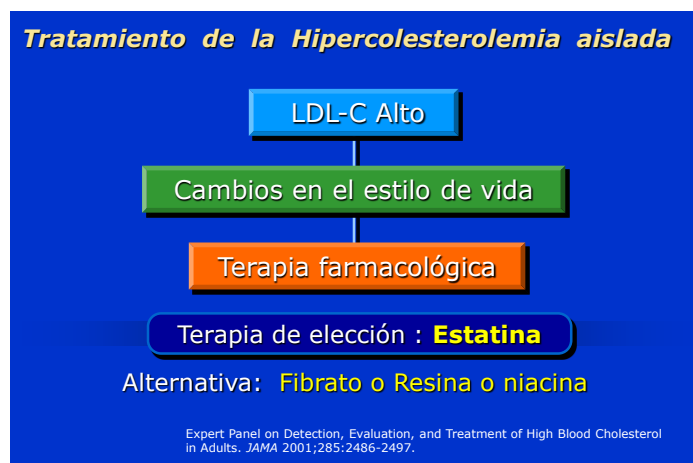 Tratamiento de la Hipercolesterolemia aislada
LDL-C Alto
Cambios en el estilo de vida
Terapia farmacológica
Terapia de elección : Estatina
Alternativa: Fibrato o Resina o niacina
Expert Panel on Detection, Evaluation, and Treatment of High Blood Cholesterol
in Adults. JAMA 2001;285:2486-2497.